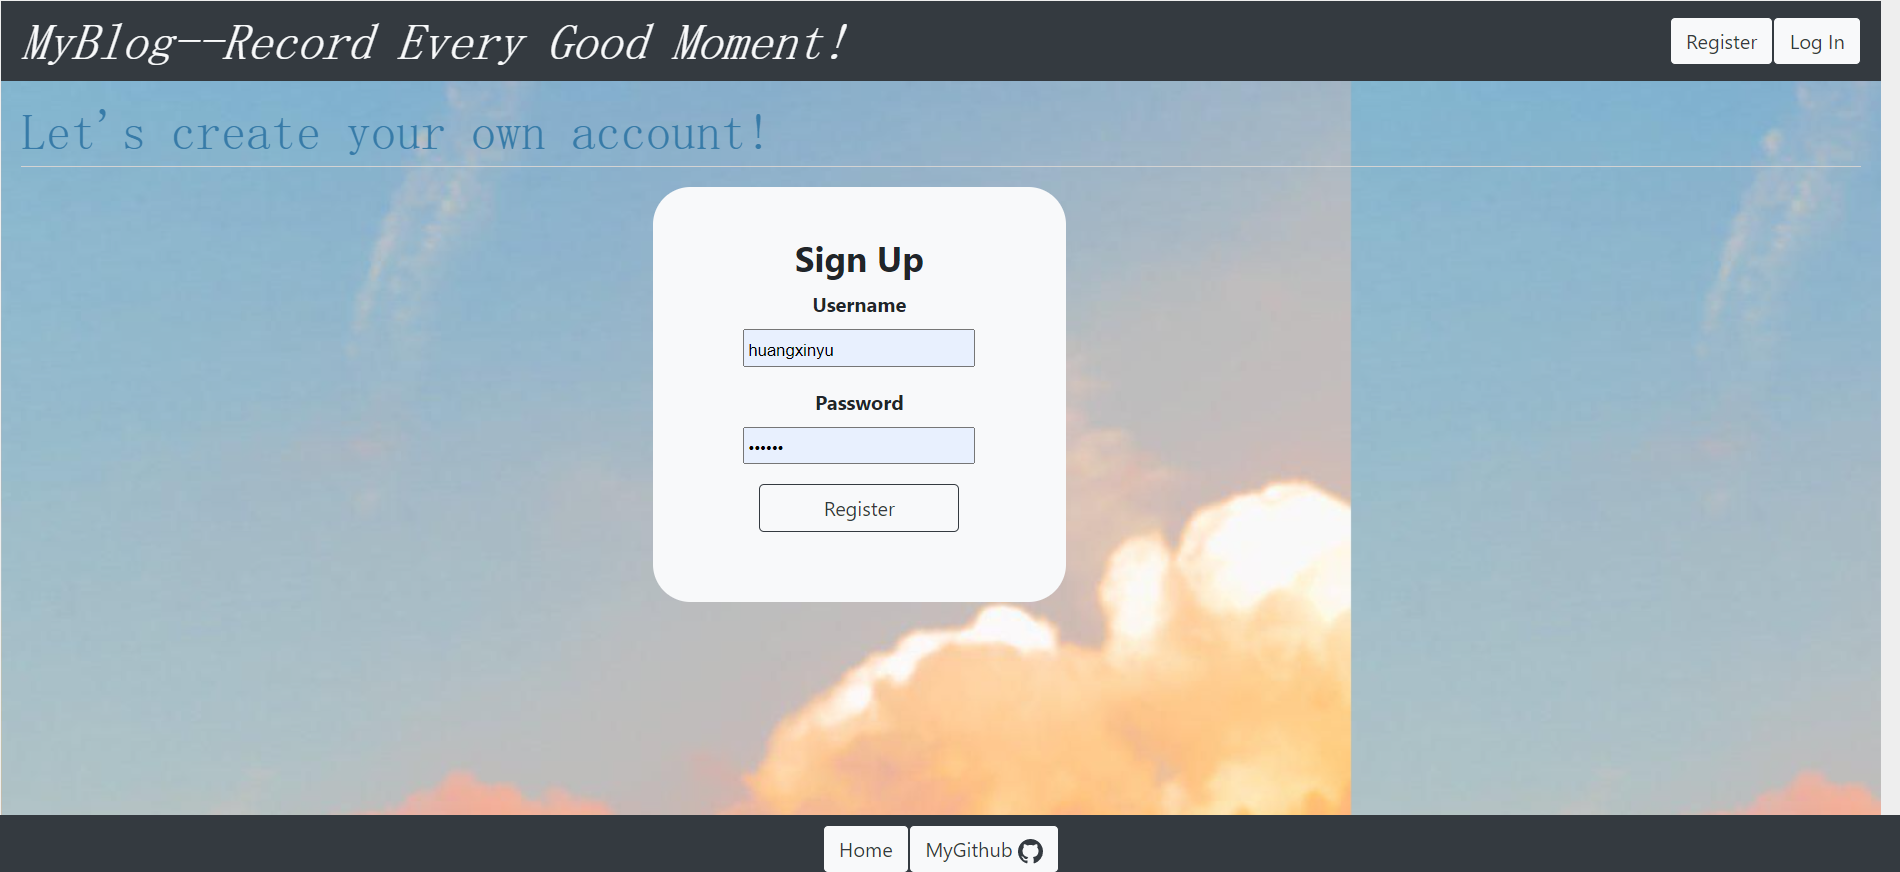 MyBlog--Record Every Good Moment!
Register
Log In
Let's create your own account!
Sign Up
Username
huangxinyu
Password
••••••
Register
Home
MyGithub